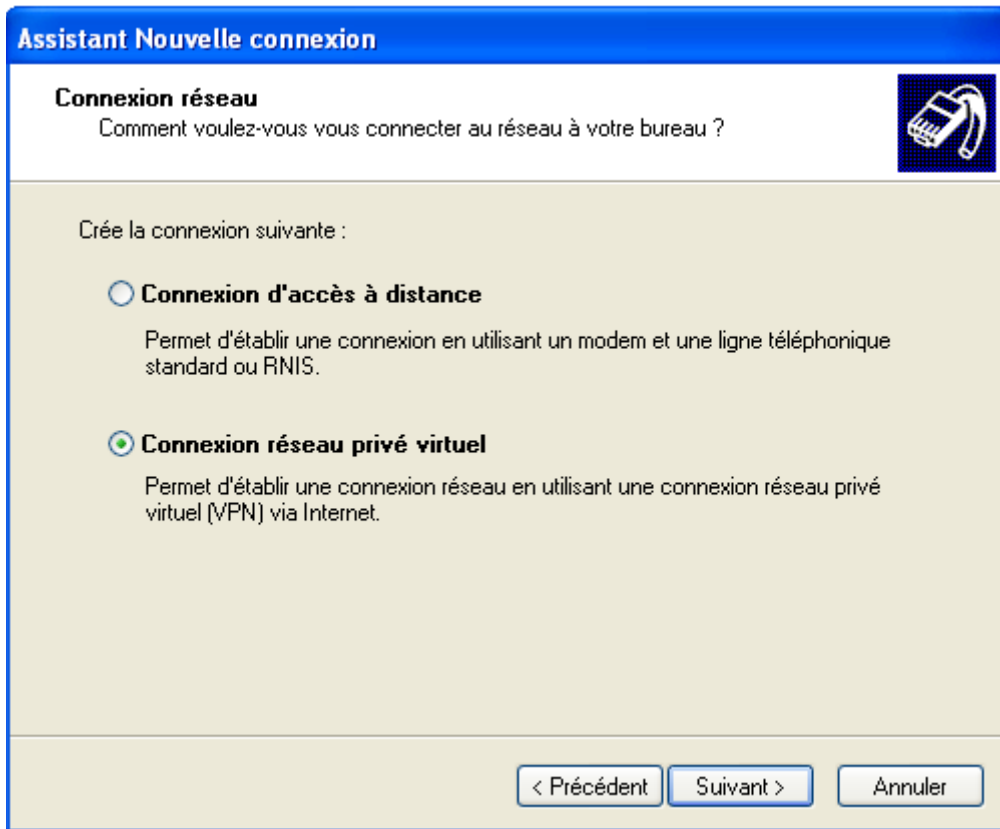 Assistant Nouvelle connexion
Connexion réseau
Comment voulez-vous vous connecter au réseau à votre bureau ?
Crée la connexion suivante :
Connexion d'accès à distance
Permet d'établir une connexion en utilisant un modem et une ligne téléphonique
standard ou RNIS.
Connexion réseau privé virtuel
Permet d'établir une connexion réseau en utilisant une connexion réseau privé
virtuel (VPN) via Internet.
< Précédent Suivant > Annuler